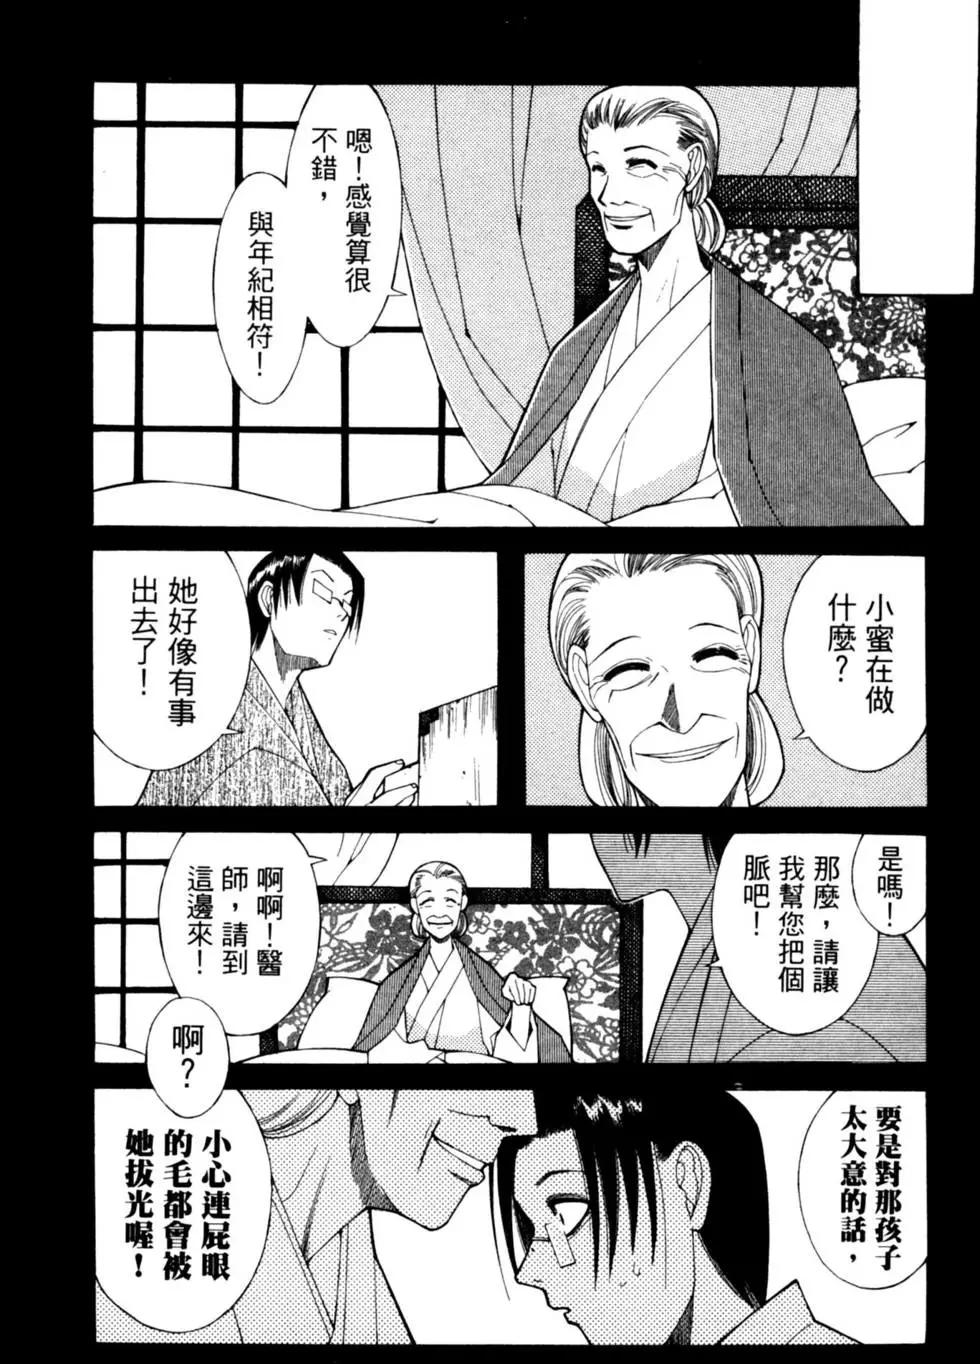 嗯！感覺算很
不錯，
與年紀相符！
小蜜在做
什麼？
她好像有事
出去了！
是嗎！
那麼，請讓
我幫您把個
脈吧！
啊啊！醫
師，請到
這邊來！
啊？
要是對那孩子
太大意的話，
小心連屁眼
的毛都會被
她拔光喔！